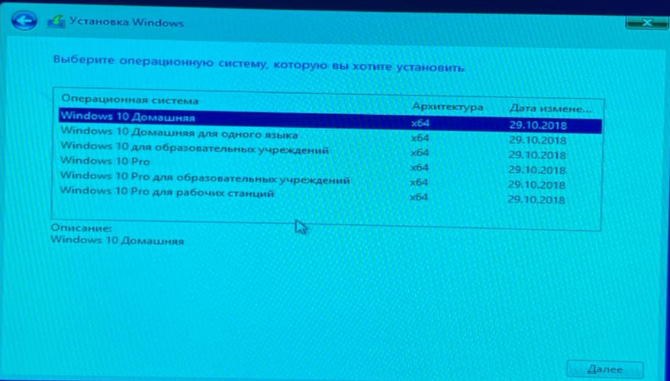 Установка Windows
Выберите операционную систему, которую вы хотите установить
Операционная система Архитектура Дата измене...
Windows 10 Домашняя x64 29.10.2018
Windows 10 Домашняя для одного языка x64 29.10.2018
Windows 10 для образовательных учреждений x64 29.10.2018
Windows 10 Pro x64 29.10.2018
Windows 10 Pro для образовательных учреждений x64 29.10.2018
Windows 10 Pro для рабочих станций x64 29.10.2018
Описание:
Windows 10 Домашняя
Далее